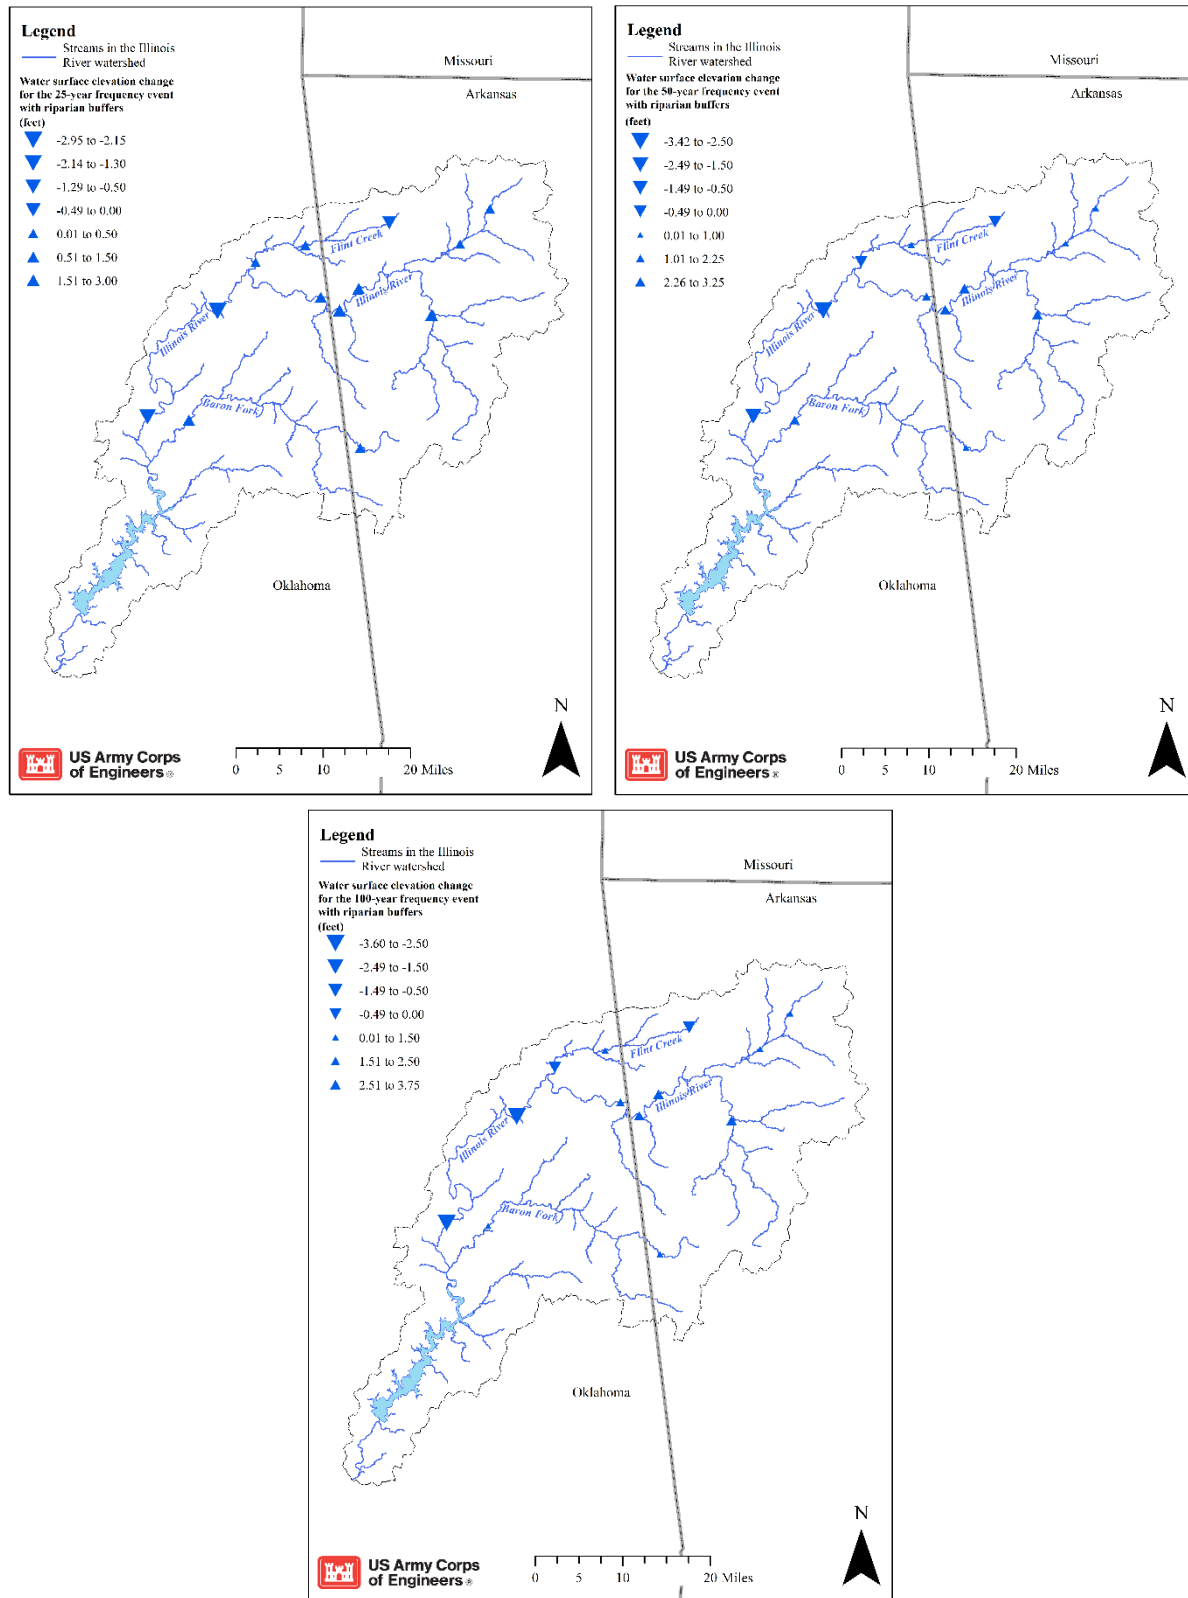 Legend
Streams in the Illinois
River watershed
Water surface elevation change
for the 25-year frequency event
with riparian buffers
(feet)
-2.95 to -2.15
-2.14 to -1.30
-1.29 to -0.50
-0.49 to 0.00
0.01 to 0.50
0.51 to 1.50
1.51 to 3.00
Missouri
Arkansas
Flint Creek
Illinois River
Illinois River
Baron Fork
Oklahoma
N
US Army Corps
of Engineers ®
0 5 10 20 Miles
Legend
Streams in the Illinois
River watershed
Water surface elevation change
for the 50-year frequency event
with riparian buffers
(feet)
-3.42 to -2.50
-2.49 to -1.50
-1.49 to -0.50
-0.49 to 0.00
0.01 to 1.00
1.01 to 2.25
2.26 to 3.25
Missouri
Arkansas
Flint Creek
Illinois River
Illinois River
Baron Fork
Oklahoma
N
US Army Corps
of Engineers ®
0 5 10 20 Miles
Legend
Streams in the Illinois
River watershed
Water surface elevation change
for the 100-year frequency event
with riparian buffers
(feet)
-3.60 to -2.50
-2.49 to -1.50
-1.49 to -0.50
-0.49 to 0.00
0.01 to 1.50
1.51 to 2.50
2.51 to 3.75
Missouri
Arkansas
Flint Creek
Illinois River
Illinois River
Baron Fork
Oklahoma
N
US Army Corps
of Engineers ®
0 5 10 20 Miles